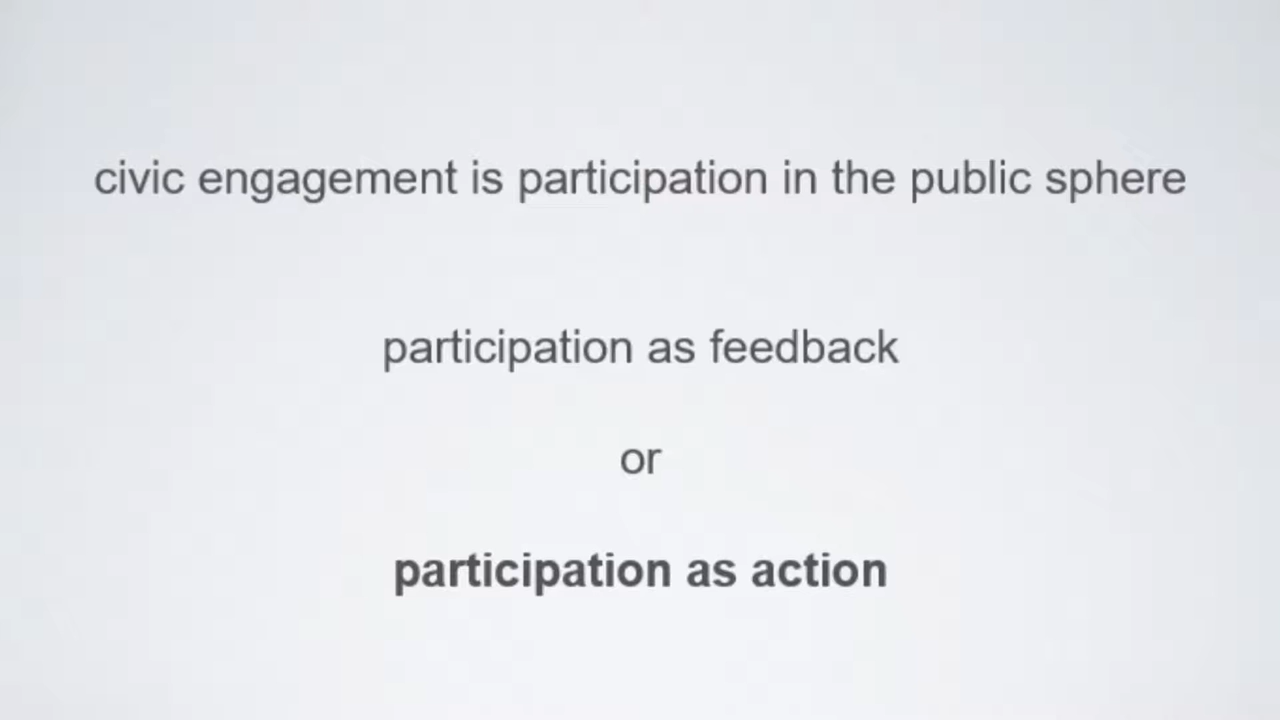 civic engagement is participation in the public sphere
participation as feedback
or
participation as action